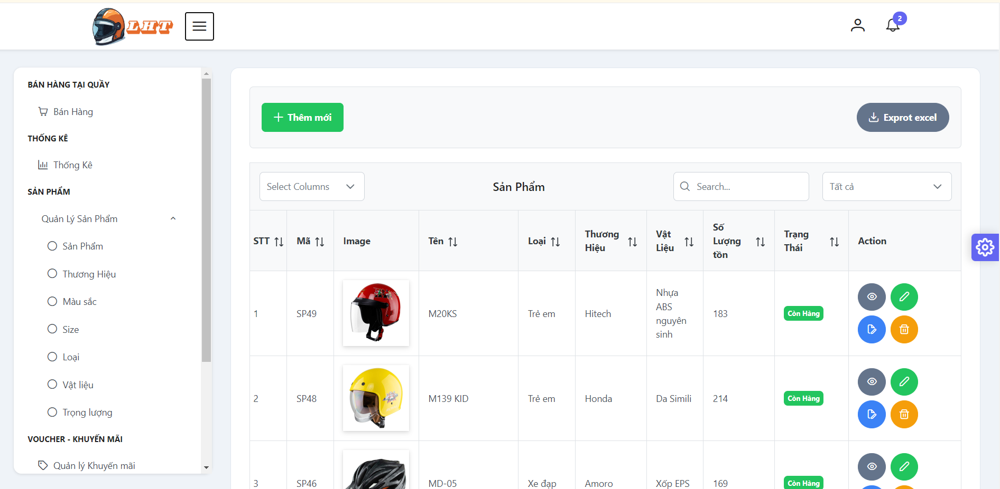 LHT
2
BÁN HÀNG TẠI QUẦY
Bán Hàng
THỐNG KÊ
Thống Kê
SẢN PHẨM
Quản Lý Sản Phẩm
Sản Phẩm
Thương Hiệu
Màu sắc
Size
Loại
Vật liệu
Trọng lượng
VOUCHER - KHUYẾN MÃI
Quản lý Khuyến mãi
Thêm mới
Exprot excel
Select Columns
Sản Phẩm
Search...
Tất cả
STT
Mã
Image
Tên
Loại
Thương
Hiệu
Vật
Liệu
Số
Lượng
tồn
Trạng
Thái
Action
1
SP49
M20KS
Trẻ em
Hitech
Nhựa
ABS
nguyên
sinh
183
Còn Hàng
2
SP48
M139 KID
Trẻ em
Honda
Da Simili
214
Còn Hàng
3
SP46
MD-05
Xe đạp
Amoro
Xốp EPS
169
Còn Hàng